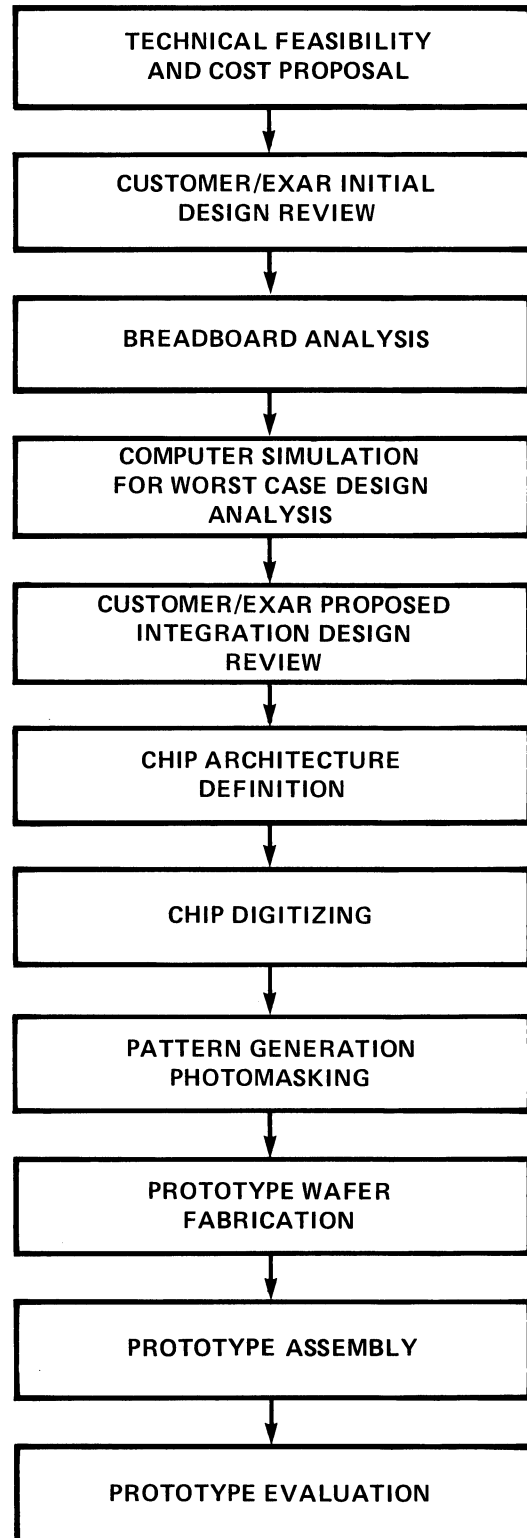 TECHNICAL FEASIBILITY
AND COST PROPOSAL
CUSTOMER/EXAR INITIAL
DESIGN REVIEW
BREADBOARD ANALYSIS
COMPUTER SIMULATION
FOR WORST CASE DESIGN
ANALYSIS
CUSTOMER/EXAR PROPOSED
INTEGRATION DESIGN
REVIEW
CHIP ARCHITECTURE
DEFINITION
CHIP DIGITIZING
PATTERN GENERATION
PHOTOMASKING
PROTOTYPE WAFER
FABRICATION
PROTOTYPE ASSEMBLY
PROTOTYPE EVALUATION